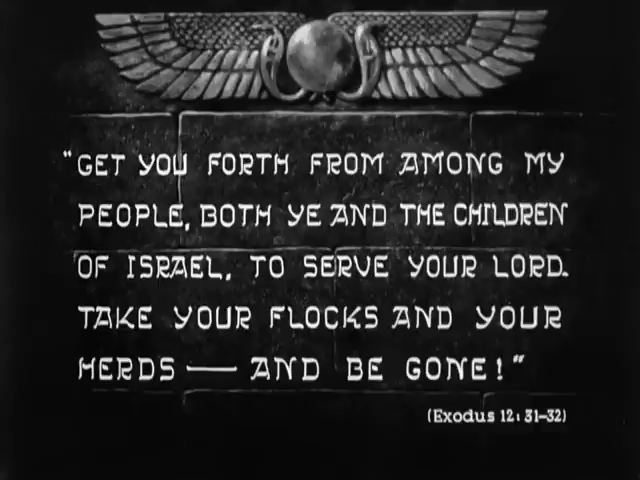 "GET YOU FORTH FROM AMONG MY
PEOPLE, BOTH YE AND THE CHILDREN
OF ISRAEL, TO SERVE YOUR LORD.
TAKE YOUR FLOCKS AND YOUR
HERDS — AND BE GONE!"
(Exodus 12:31-32)